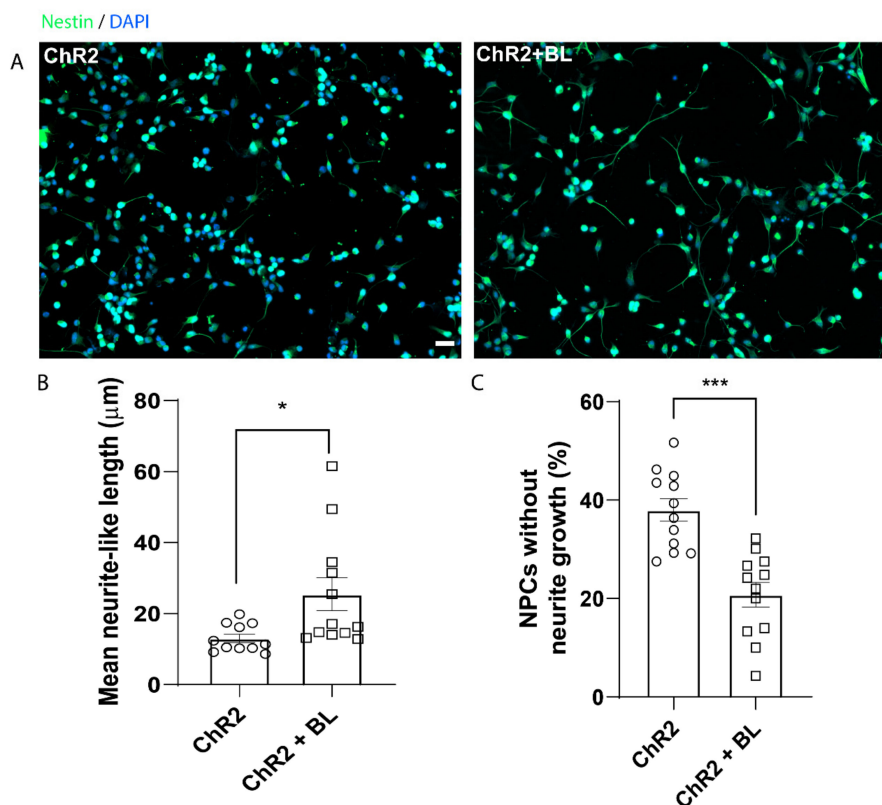 Nestin / DAPI
A
ChR2
ChR2+BL
B
Mean neurite-like length (μm)
80
60
40
20
0
*
ChR2
ChR2 + BL
C
NPCs without
neurite growth (%)
60
40
20
0
***
ChR2
ChR2 + BL